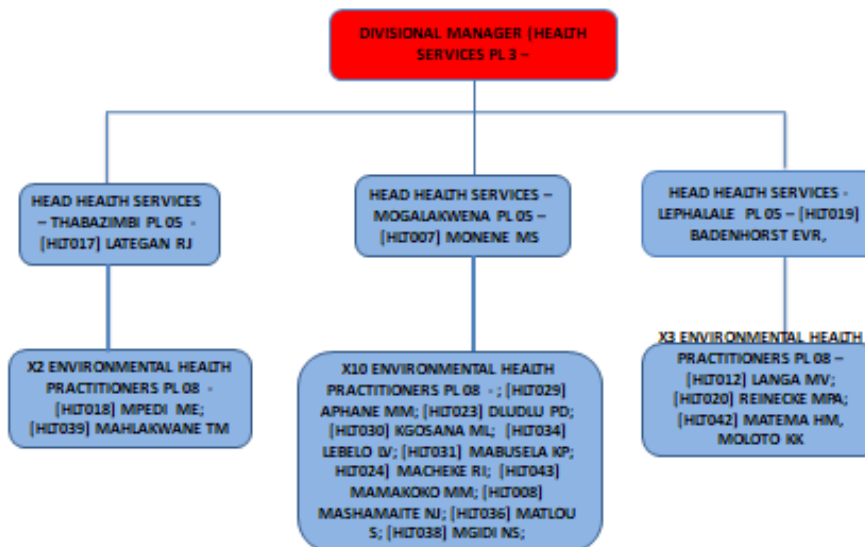 DIVISIONAL MANAGER (HEALTH
SERVICES PL 3 –
HEAD HEALTH SERVICES
– THABAZIMBI PL 05 -
[HLT017] LATEGAN RJ
HEAD HEALTH SERVICES –
MOGALAKWENA PL 05 –
[HLT007] MONENE MS
HEAD HEALTH SERVICES -
LEPHALALE PL 05 – [HLT019]
BADENHORST EVR,
X2 ENVIRONMENTAL HEALTH
PRACTITIONERS PL 08 -
[HLT018] MPEDI ME;
[HLT039] MAHLAKWANE TM
X10 ENVIRONMENTAL HEALTH
PRACTITIONERS PL 08 - ; [HLT029]
APHANE MM; [HLT023] DLUDLU PD;
[HLT030] KGOSANA ML; [HLT034]
LEBELO LV; [HLT031] MABUSELA KP;
HLT024] MACHEKE RI; [HLT043]
MAMAKOKO MM; [HLT008]
MASHAMAITE NJ; [HLT036] MATLOU
S; [HLT038] MGIDI NS;
X3 ENVIRONMENTAL HEALTH
PRACTITIONERS PL 08 –
[HLT012] LANGA MV;
[HLT020] REINECKE MPA;
[HLT042] MATEMA HM,
MOLOTO KK